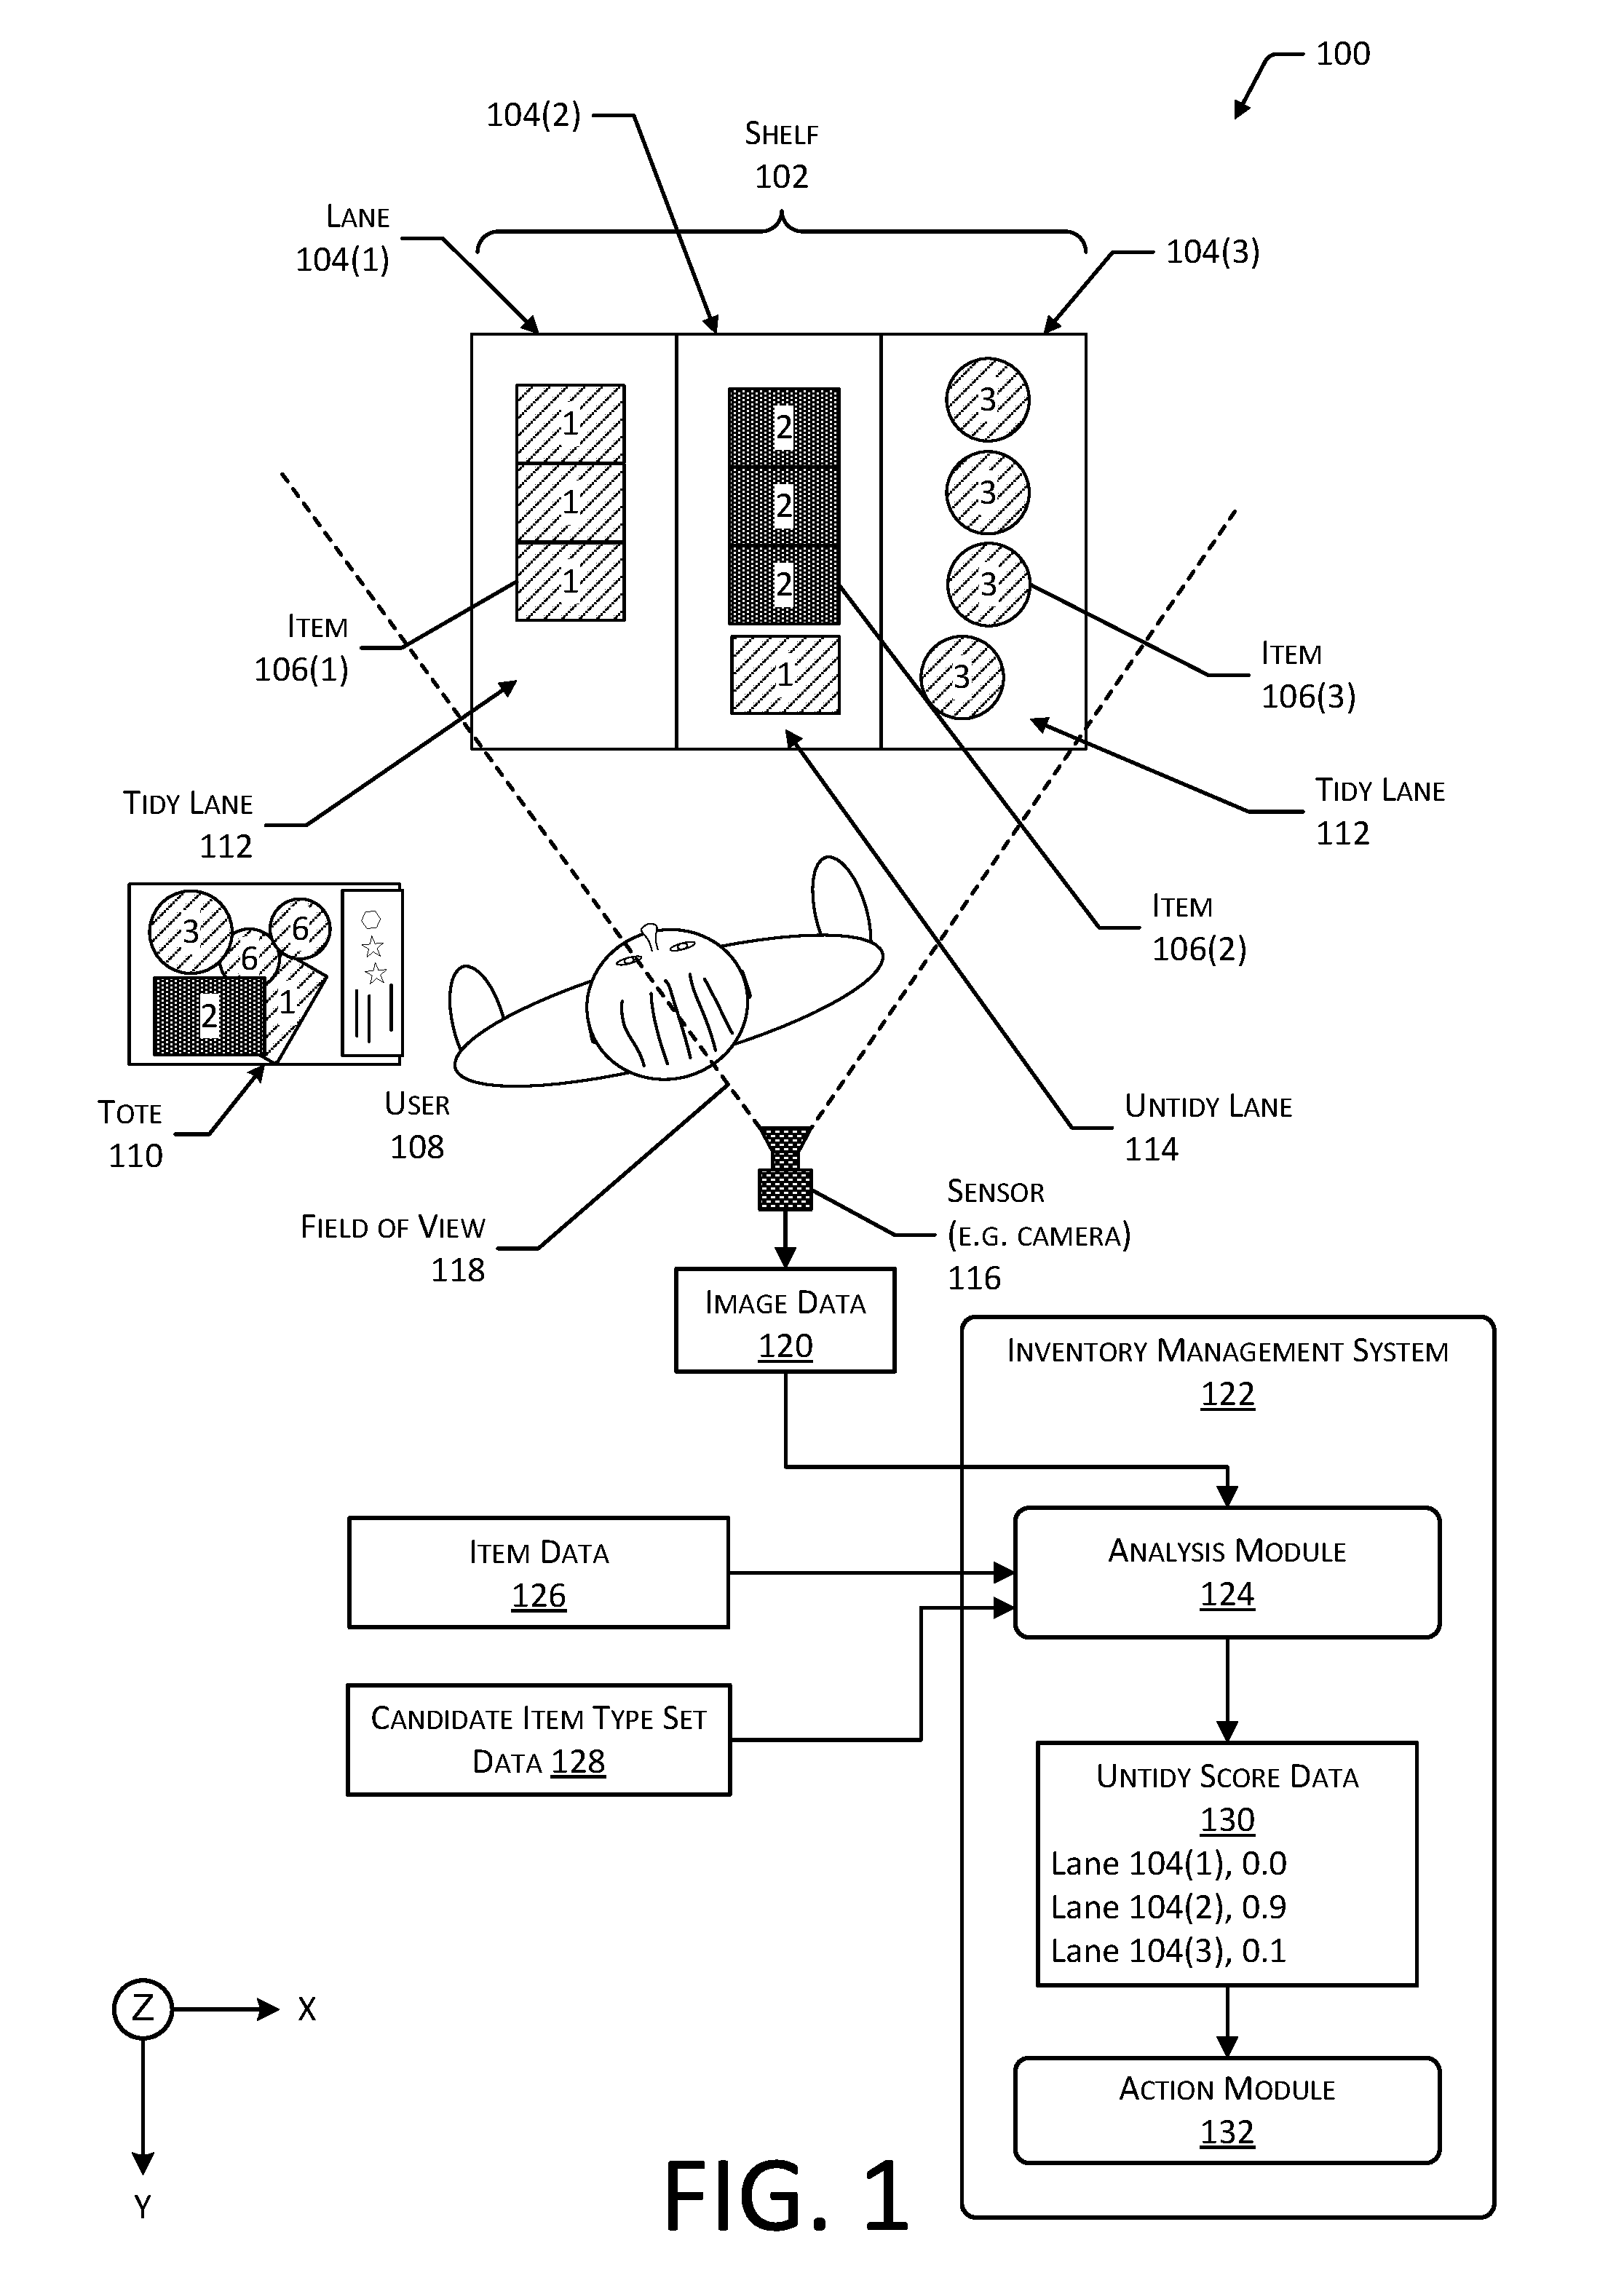 100
104(2)
SHELF
102
LANE
104(1)
104(3)
1
2
3
1
2
3
1
2
3
1
3
ITEM
106(1)
ITEM
106(3)
TIDY LANE
112
TIDY LANE
112
3
6
6
2
1
ITEM
106(2)
TOTE
110
USER
108
UNTIDY LANE
114
FIELD OF VIEW
118
SENSOR
(E.G. CAMERA)
116
IMAGE DATA
120
INVENTORY MANAGEMENT SYSTEM
122
ITEM DATA
126
ANALYSIS MODULE
124
CANDIDATE ITEM TYPE SET
DATA 128
UNTIDY SCORE DATA
130
Lane 104(1), 0.0
Lane 104(2), 0.9
Lane 104(3), 0.1
Z
X
Y
ACTION MODULE
132
FIG. 1